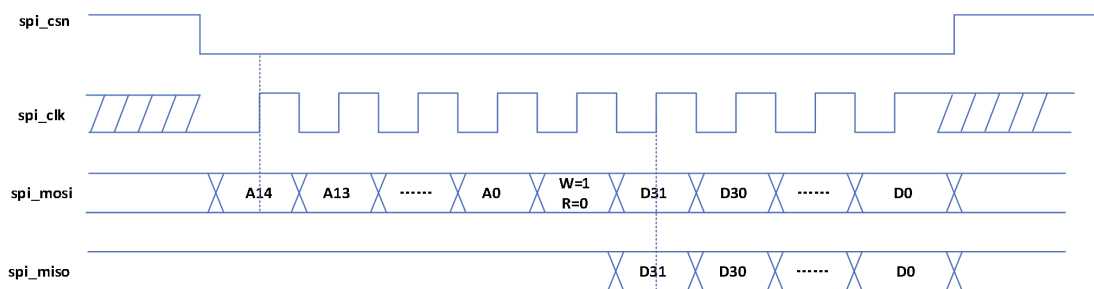 spi_csn
spi_clk
spi_mosi A14 A13 ------ A0 W=1 R=0 D31 D30 ------ D0
spi_miso D31 D30 ------ D0